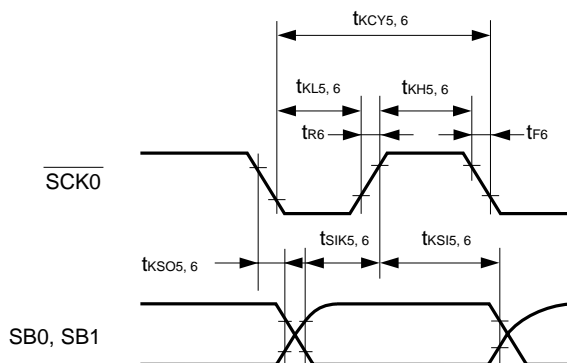 tKCY5, 6
tKL5, 6
tKH5, 6
tR6
tF6
SCK0
tSIK5, 6
tKSI5, 6
tKSO5, 6
SB0, SB1